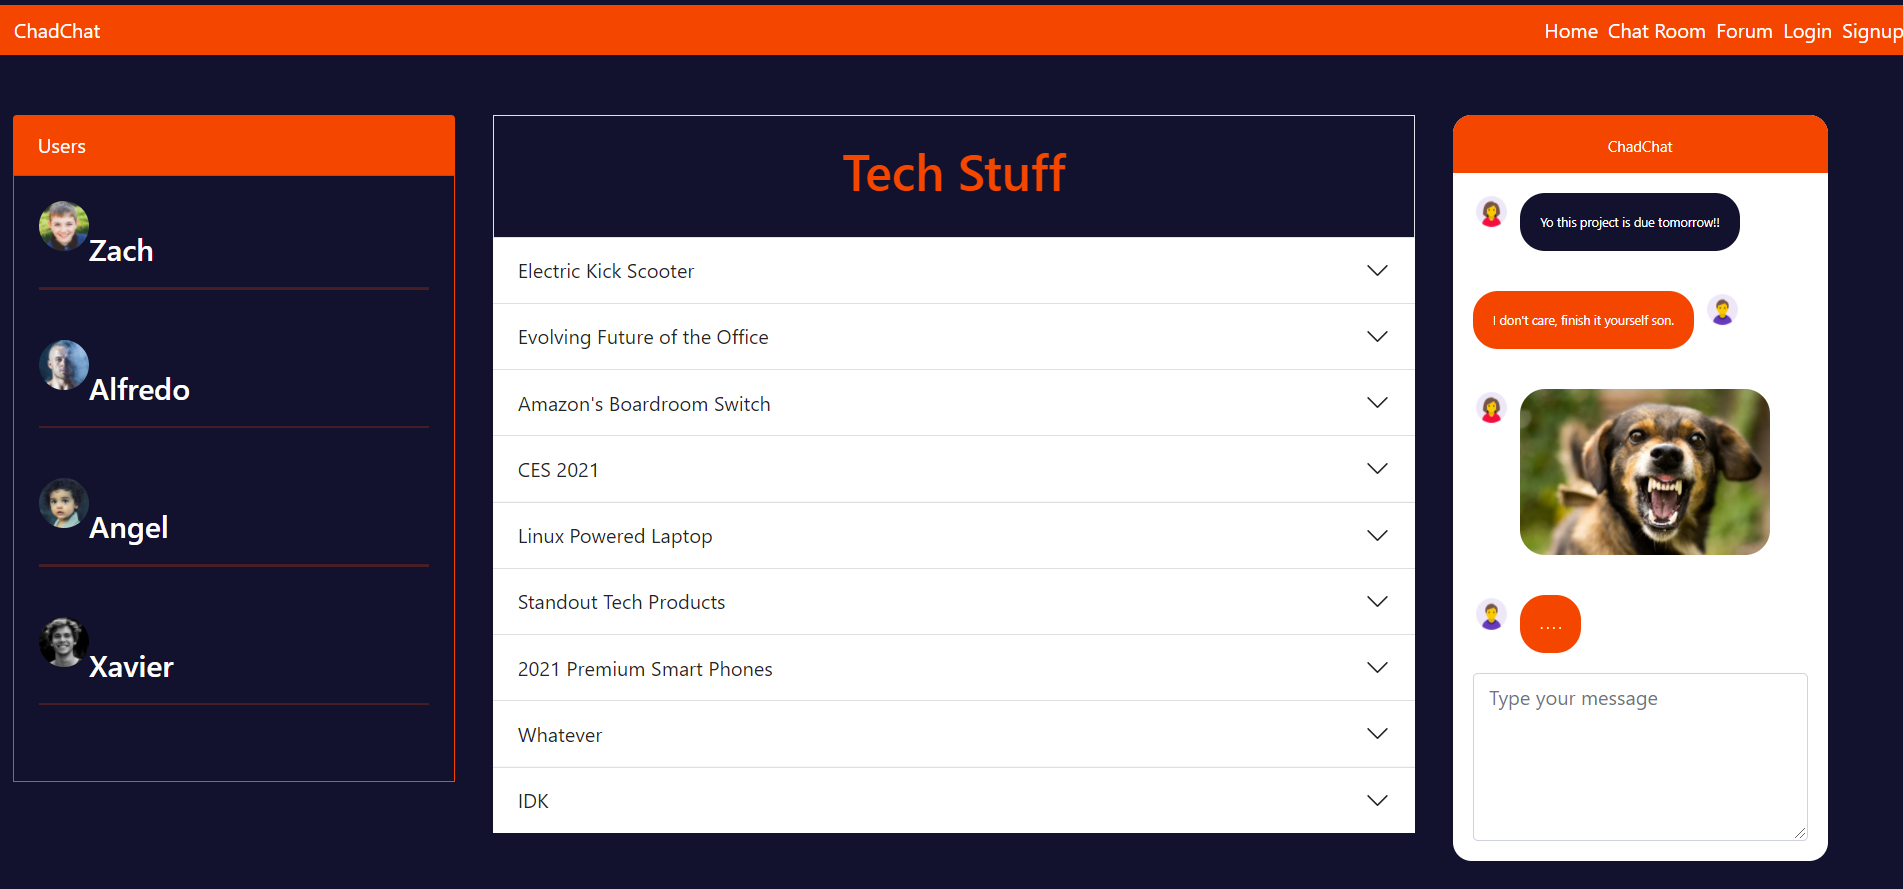 ChadChat
Home Chat Room Forum Login Signup
Users
Zach
Alfredo
Angel
Xavier
Tech Stuff
Electric Kick Scooter
Evolving Future of the Office
Amazon's Boardroom Switch
CES 2021
Linux Powered Laptop
Standout Tech Products
2021 Premium Smart Phones
Whatever
IDK
ChadChat
Yo this project is due tomorrow!!
I don't care, finish it yourself son.
....
Type your message